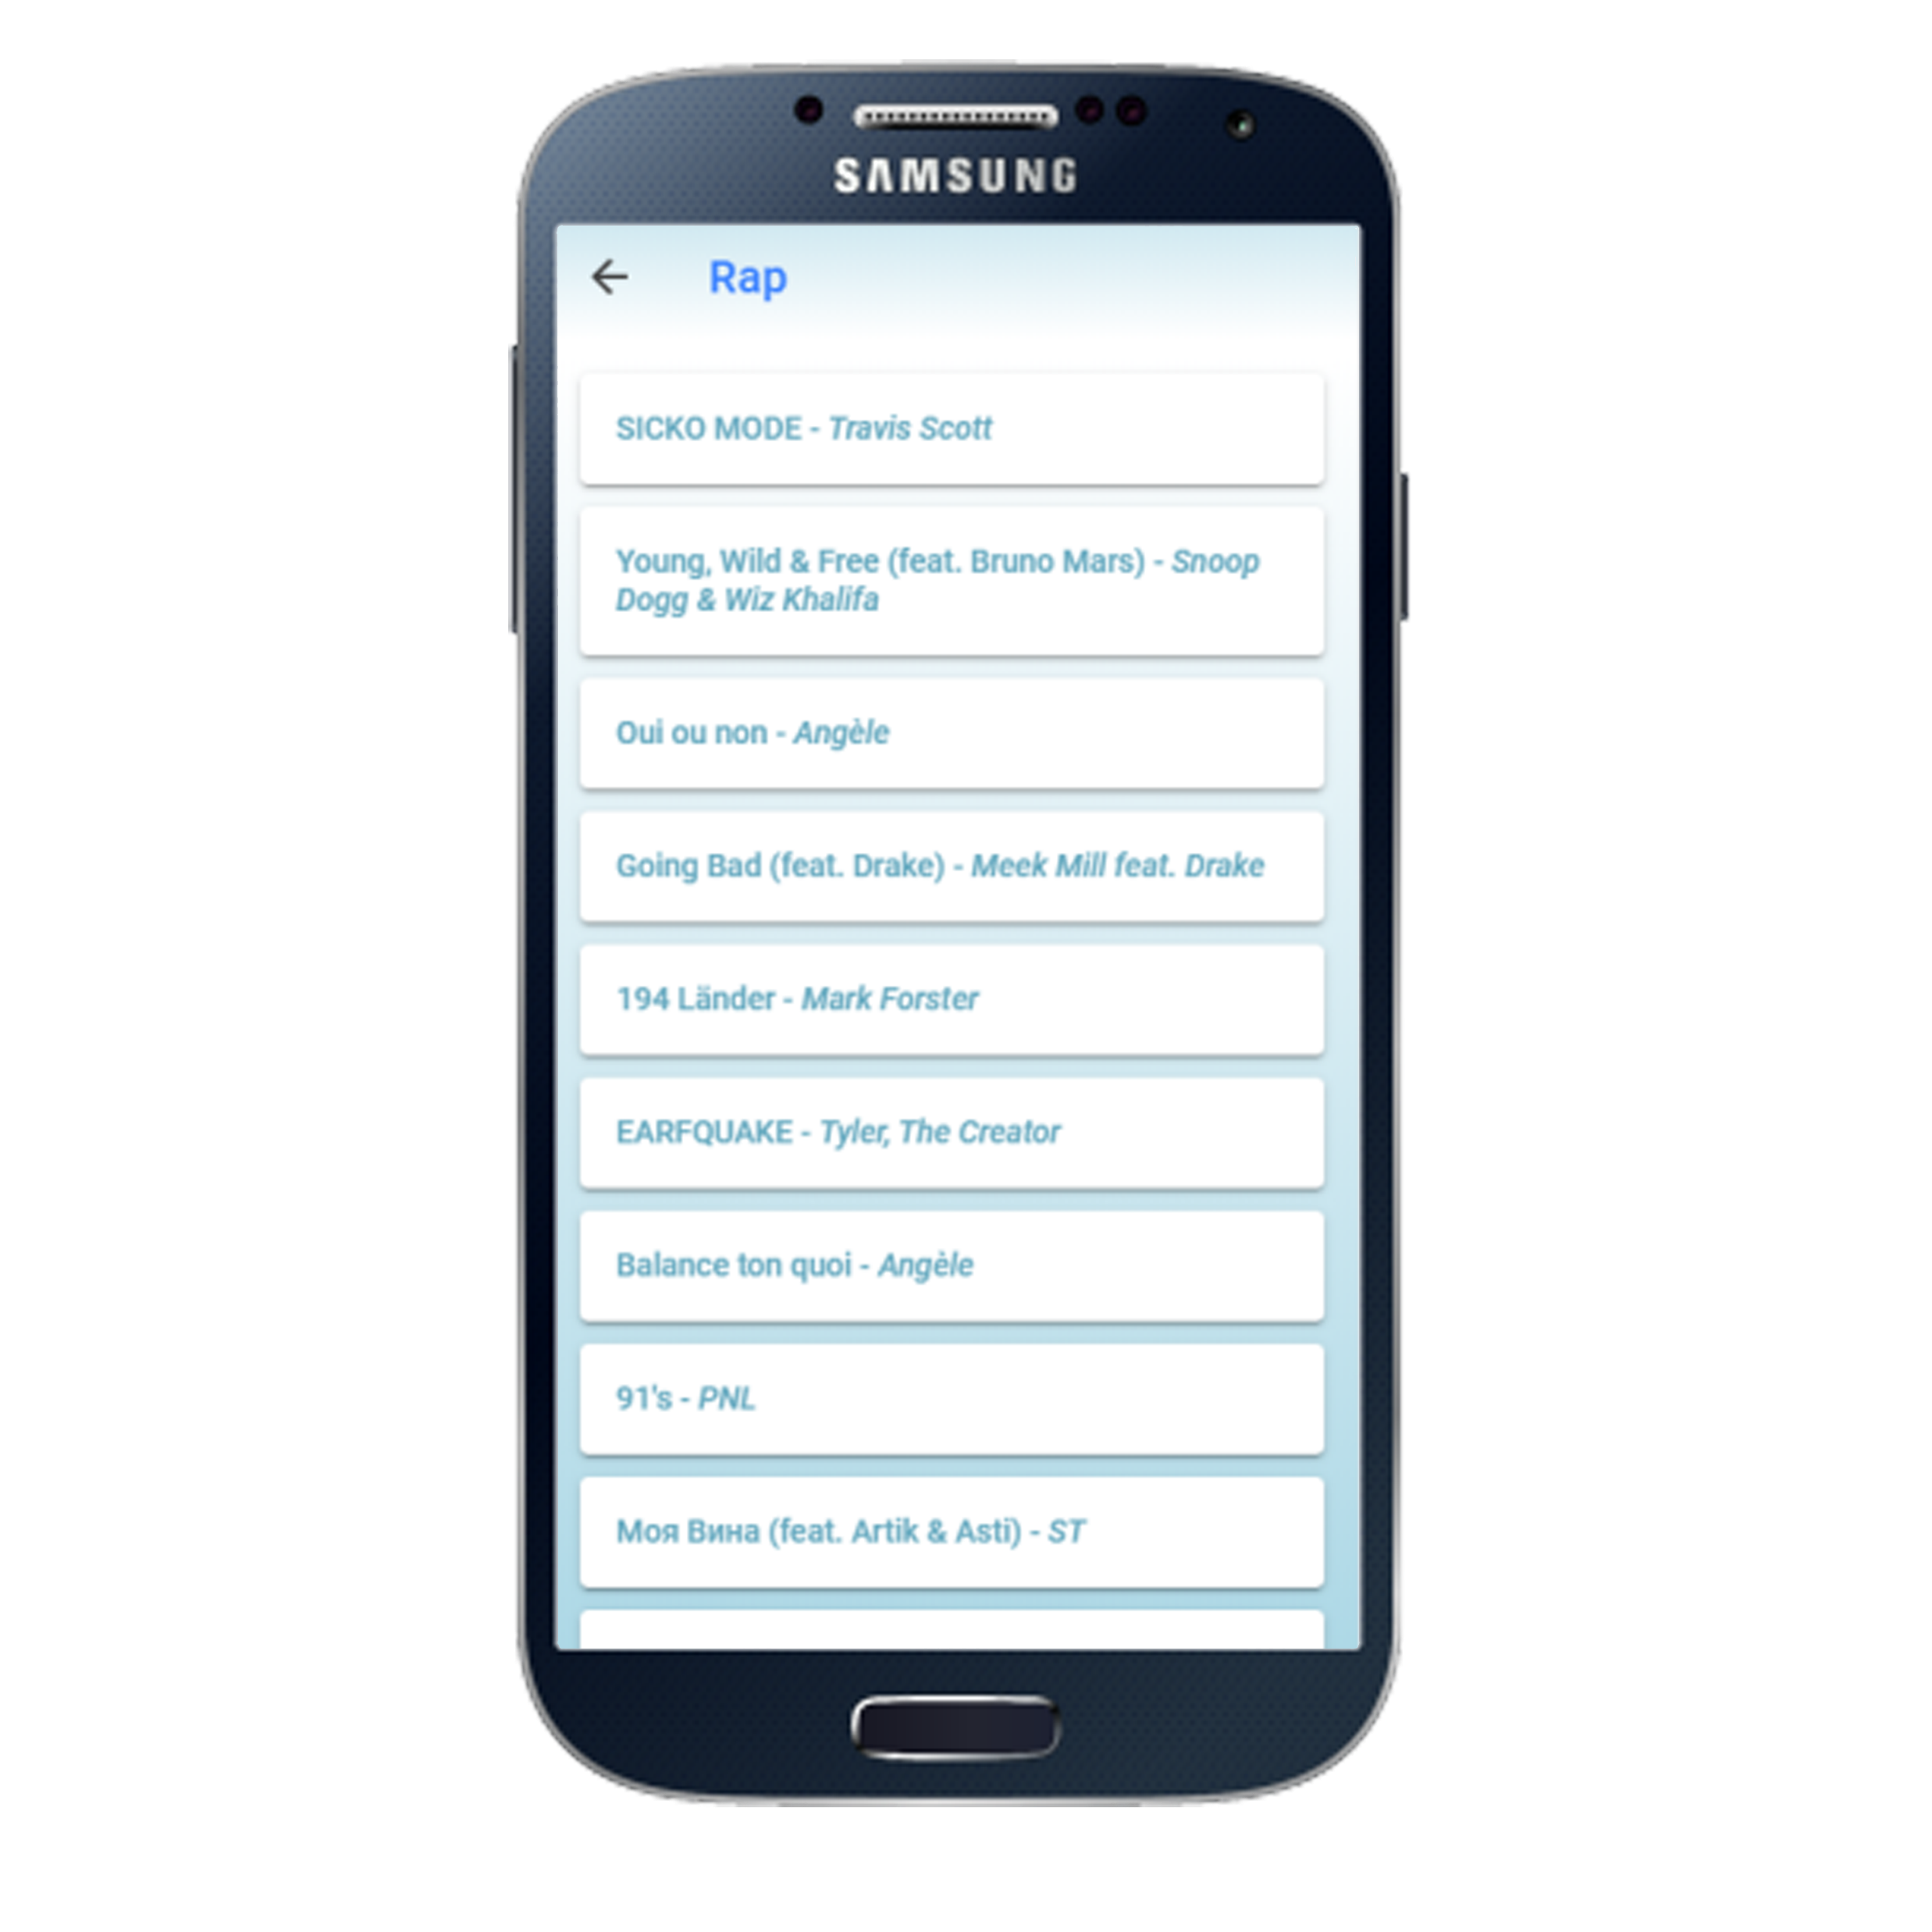 SAMSUNG
Rap
SICKO MODE - Travis Scott
Young, Wild & Free (feat. Bruno Mars) - Snoop
Dogg & Wiz Khalifa
Oui ou non - Angèle
Going Bad (feat. Drake) - Meek Mill feat. Drake
194 Länder - Mark Forster
EARFQUAKE - Tyler, The Creator
Balance ton quoi - Angèle
91's - PNL
Моя Вина (feat. Artik & Asti) - ST